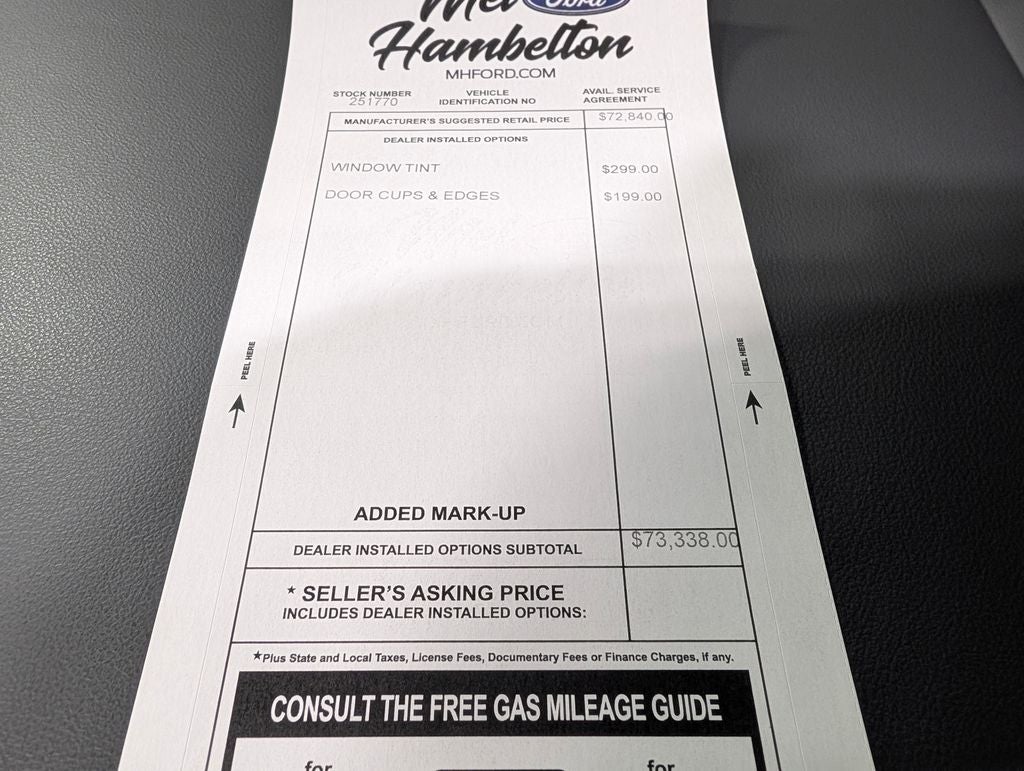 Mel Ford
Hambelton
MHFORD.COM
STOCK NUMBER VEHICLE IDENTIFICATION NO AVAIL. SERVICE AGREEMENT
251770
MANUFACTURER'S SUGGESTED RETAIL PRICE $72,840.00
DEALER INSTALLED OPTIONS
WINDOW TINT $299.00
DOOR CUPS & EDGES $199.00
PEEL HERE
PEEL HERE
ADDED MARK-UP
DEALER INSTALLED OPTIONS SUBTOTAL $73,338.00
* SELLER'S ASKING PRICE
INCLUDES DEALER INSTALLED OPTIONS:
*Plus State and Local Taxes, License Fees, Documentary Fees or Finance Charges, if any.
CONSULT THE FREE GAS MILEAGE GUIDE
for for